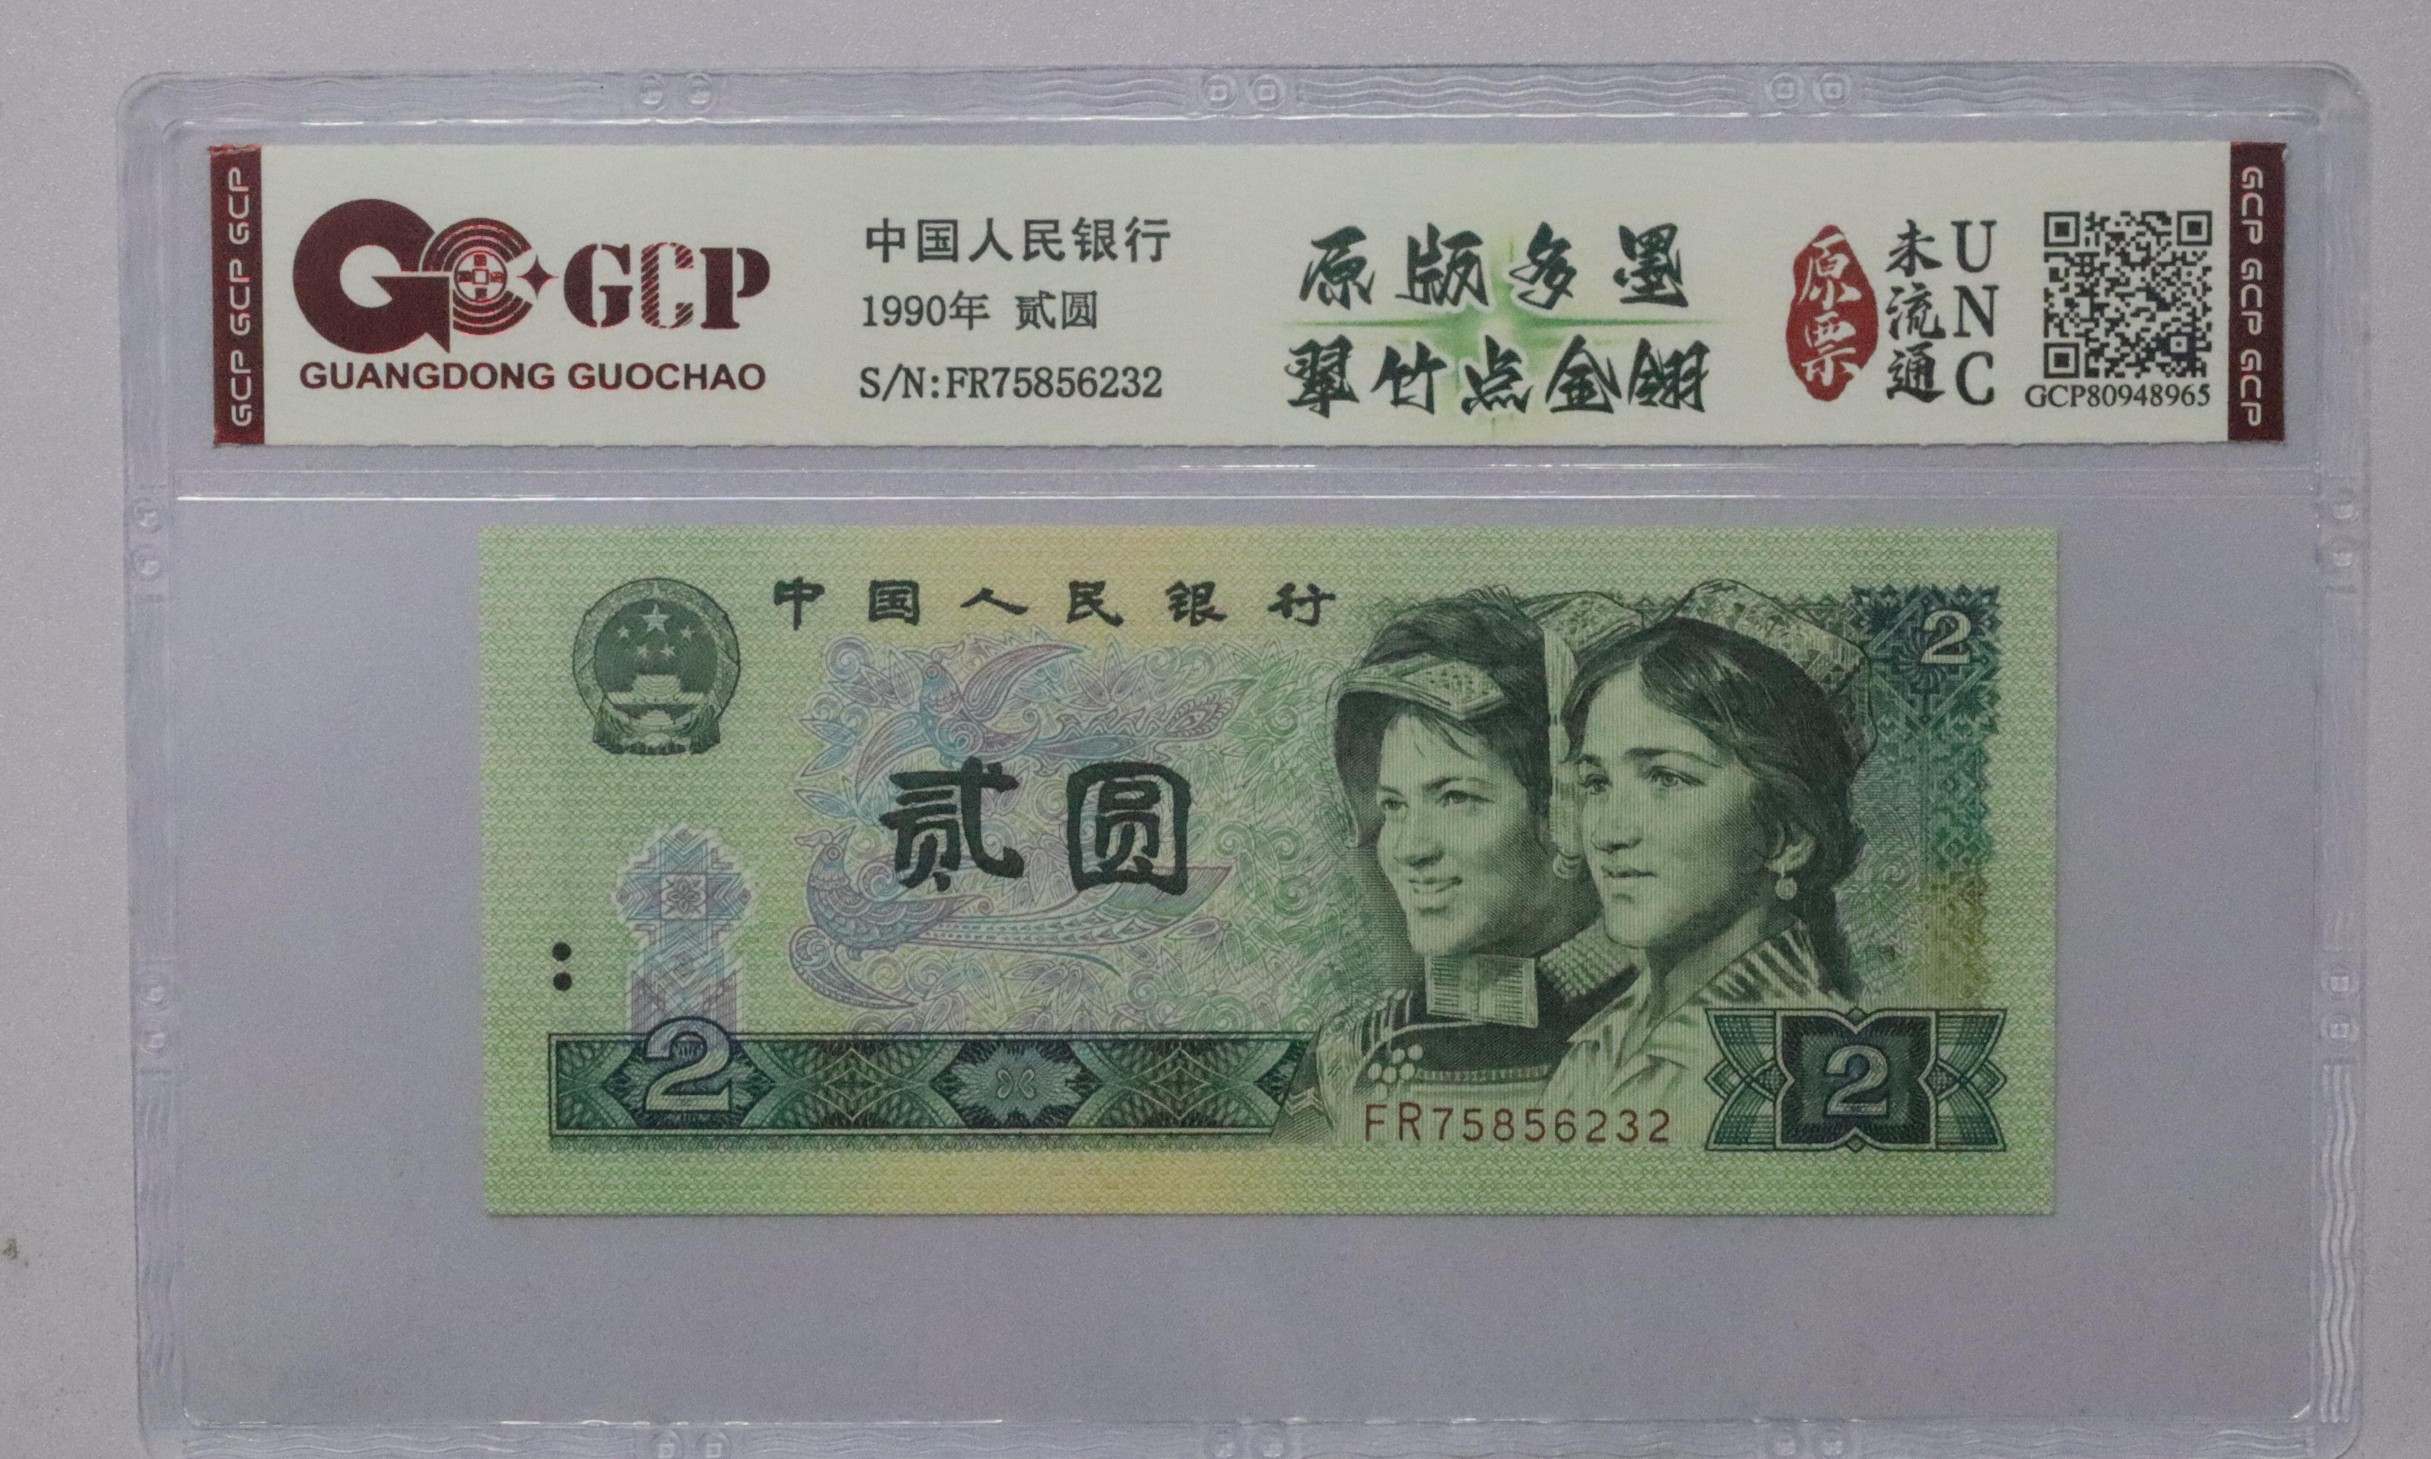 GCP GCP GCP
GCP
GUANGDONG GUOCHAO
中国人民银行
1990年 贰圆
S/N:FR75856232
原版多墨
翠竹点金翎
原票
未流通
UNC
GCP80948965
GCP GCP GCP
中国人民银行
2
贰圆
2
FR75856232
2